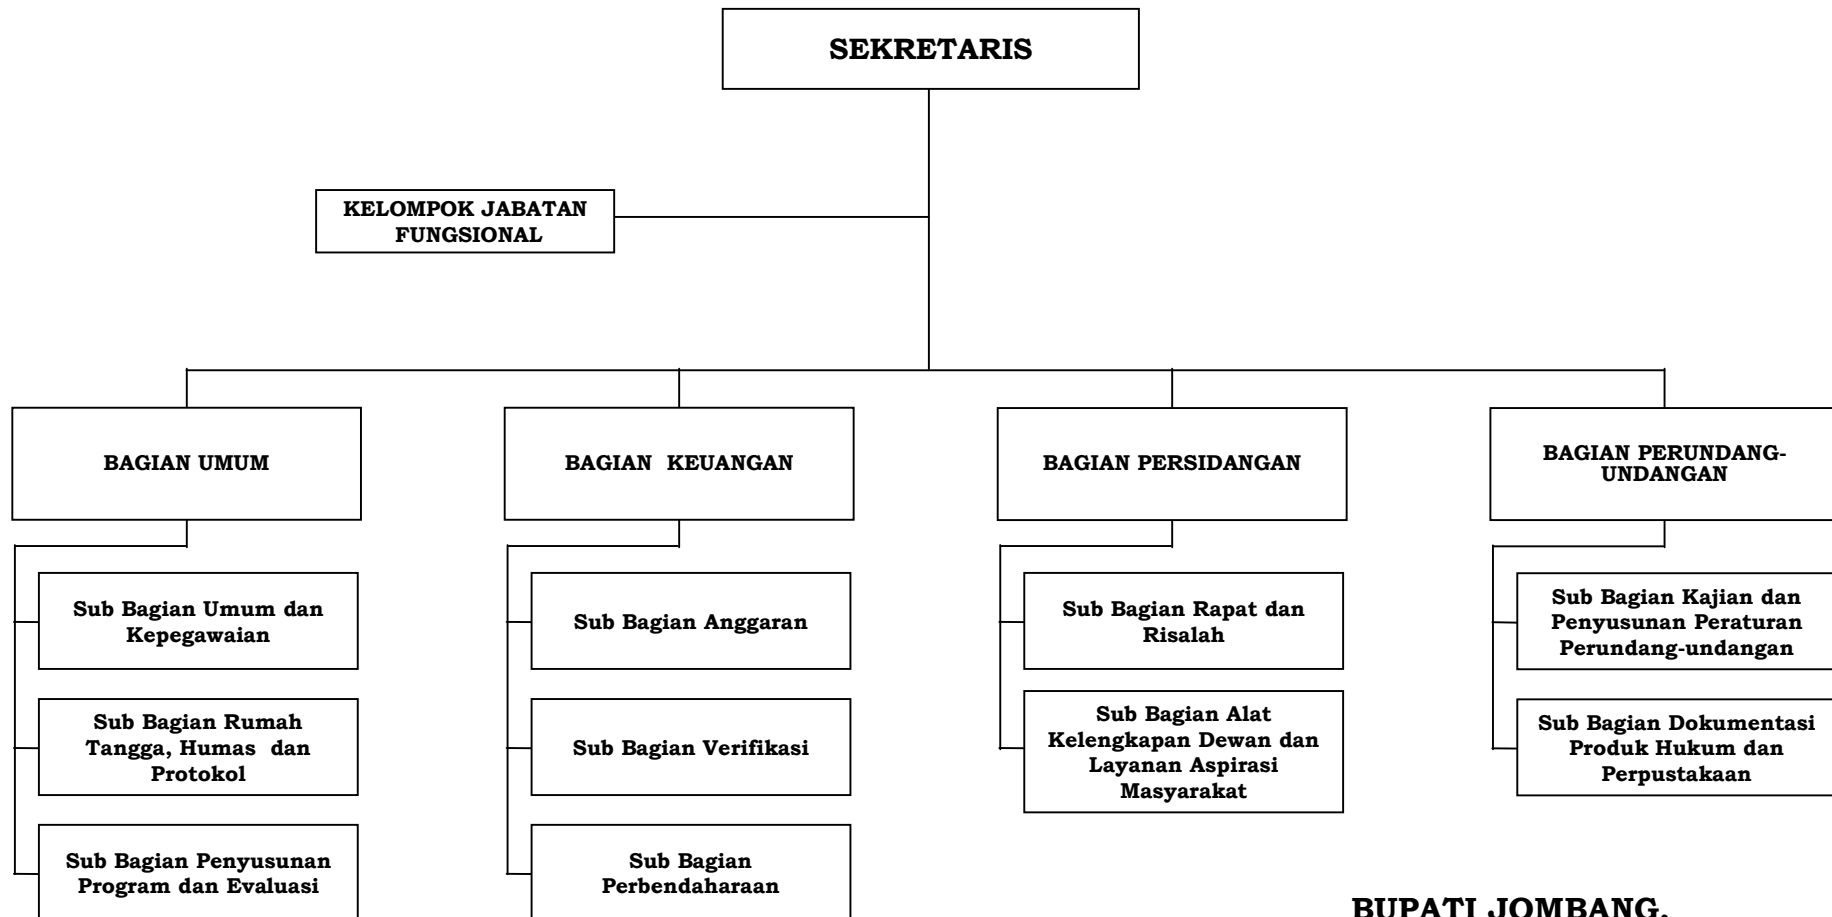 SEKRETARIS
KELOMPOK JABATAN
FUNGSIONAL
BAGIAN UMUM
BAGIAN KEUANGAN
BAGIAN PERSIDANGAN
BAGIAN PERUNDANG-
UNDANGAN
Sub Bagian Umum dan
Kepegawaian
Sub Bagian Anggaran
Sub Bagian Rapat dan
Risalah
Sub Bagian Kajian dan
Penyusunan Peraturan
Perundang-undangan
Sub Bagian Rumah
Tangga, Humas dan
Protokol
Sub Bagian Verifikasi
Sub Bagian Alat
Kelengkapan Dewan dan
Layanan Aspirasi
Masyarakat
Sub Bagian Dokumentasi
Produk Hukum dan
Perpustakaan
Sub Bagian Penyusunan
Program dan Evaluasi
Sub Bagian
Perbendaharaan
BUPATI JOMBANG,